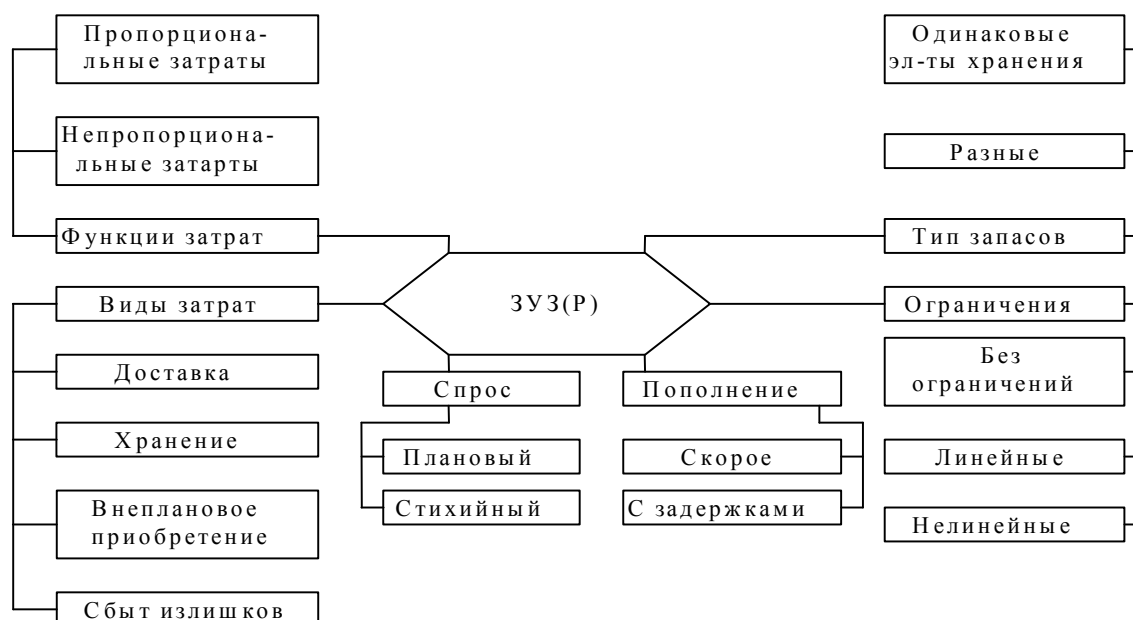 Пропорциона-
льные затраты
Непропорциона-
льные затарты
Функции затрат
Виды затрат
Доставка
Хранение
Внеплановое
приобретение
Сбыт излишков
ЗУЗ(Р)
Спрос
Плановый
Стихийный
Пополнение
Скорое
С задержками
Одинаковые
эл-ты хранения
Разные
Тип запасов
Ограничения
Без
ограничений
Линейные
Нелинейные